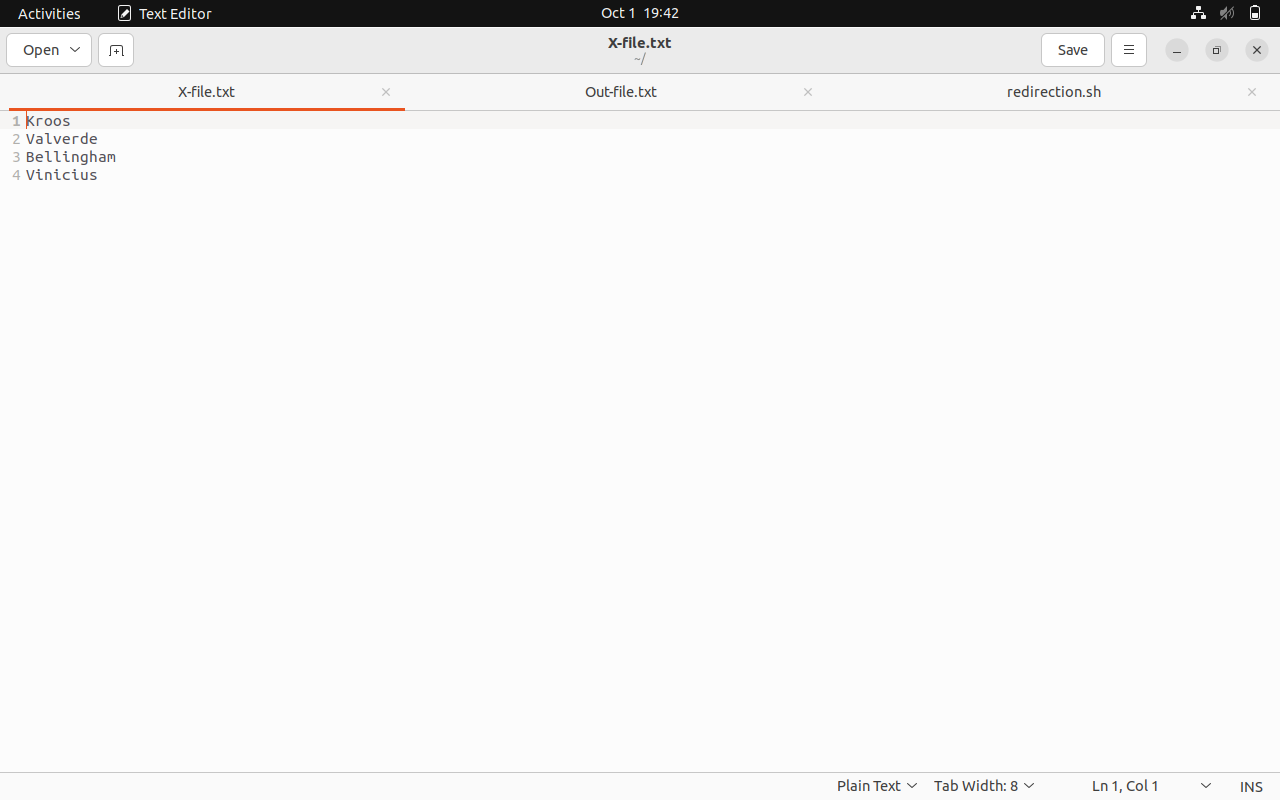 Activities Text Editor Oct 1 19:42
Open X-file.txt Save
~/
X-file.txt Out-file.txt redirection.sh
1 Kroos
2 Valverde
3 Bellingham
4 Vinicius
Plain Text Tab Width: 8 Ln 1, Col 1 INS